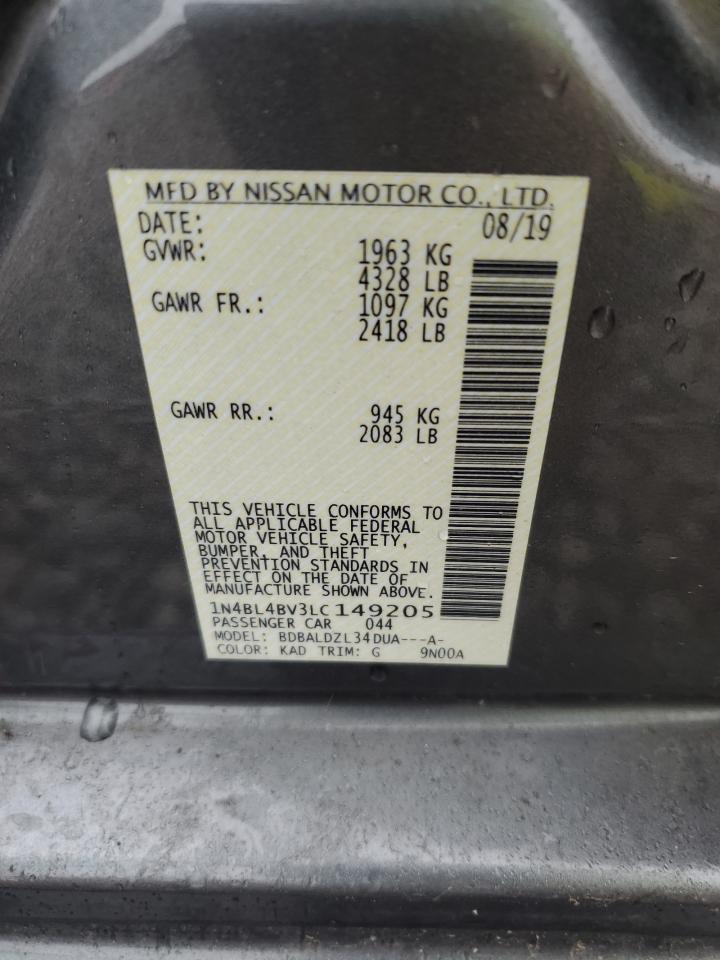 MFD BY NISSAN MOTOR CO., LTD.
DATE: 08/19
GVWR: 1963 KG
4328 LB
GAWR FR.: 1097 KG
2418 LB
GAWR RR.: 945 KG
2083 LB
THIS VEHICLE CONFORMS TO
ALL APPLICABLE FEDERAL
MOTOR VEHICLE SAFETY,
BUMPER, AND THEFT
PREVENTION STANDARDS IN
EFFECT ON THE DATE OF
MANUFACTURE SHOWN ABOVE.
1N4BL4BV3LC149205
PASSENGER CAR 044
MODEL: BDBALDZL34DUA---A-
COLOR: KAD TRIM: G 9N00A